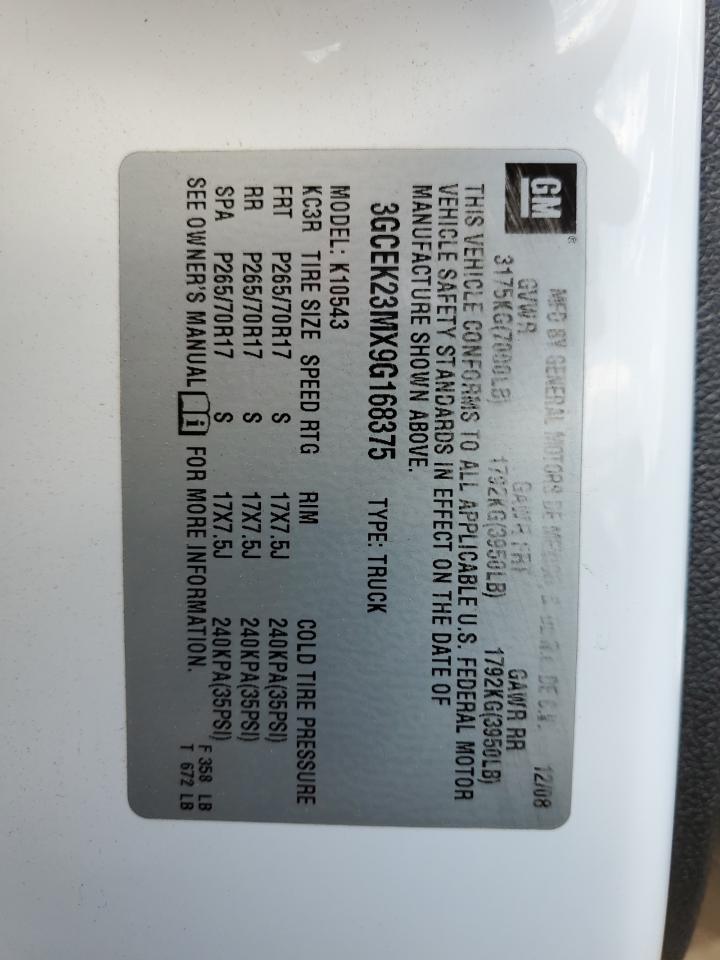 GM®
MFD BY GENERAL MOTORS DE MEXICO S. DE R.L. DE C.V. 12/08
GVWR GAWR FRT GAWR RR
3175KG(7000LB) 1792KG(3950LB) 1792KG(3950LB)
THIS VEHICLE CONFORMS TO ALL APPLICABLE U.S. FEDERAL MOTOR
VEHICLE SAFETY STANDARDS IN EFFECT ON THE DATE OF
MANUFACTURE SHOWN ABOVE.
3GCEK23MX9G168375 TYPE: TRUCK
MODEL: K10543
KC3R TIRE SIZE SPEED RTG RIM COLD TIRE PRESSURE
FRT P265/70R17 S 17X7.5J 240KPA(35PSI)
RR P265/70R17 S 17X7.5J 240KPA(35PSI)
SPA P265/70R17 S 17X7.5J 240KPA(35PSI)
SEE OWNER'S MANUAL i FOR MORE INFORMATION.
F 358 LB
T 672 LB